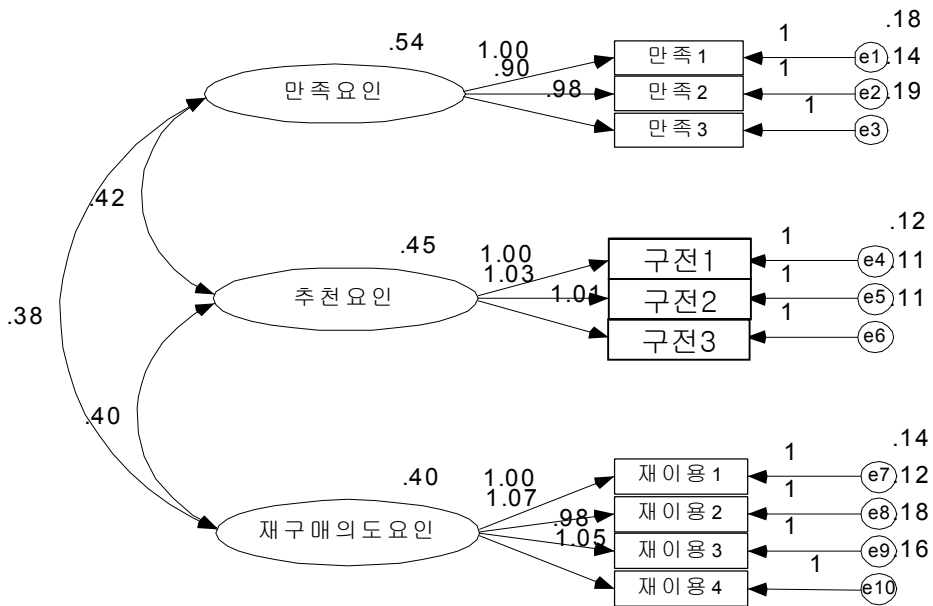 .54
만족요인
1.00
.90
.98
만족1
만족2
만족3
1
1
1
.18
e1
.14
e2
.19
e3
.42
.38
.45
추천요인
1.00
1.03
1.01
구전1
구전2
구전3
1
1
1
.12
e4
.11
e5
.11
e6
.40
.40
재구매의도요인
1.00
1.07
.98
1.05
재이용1
재이용2
재이용3
재이용4
1
1
1
1
.14
e7
.12
e8
.18
e9
.16
e10